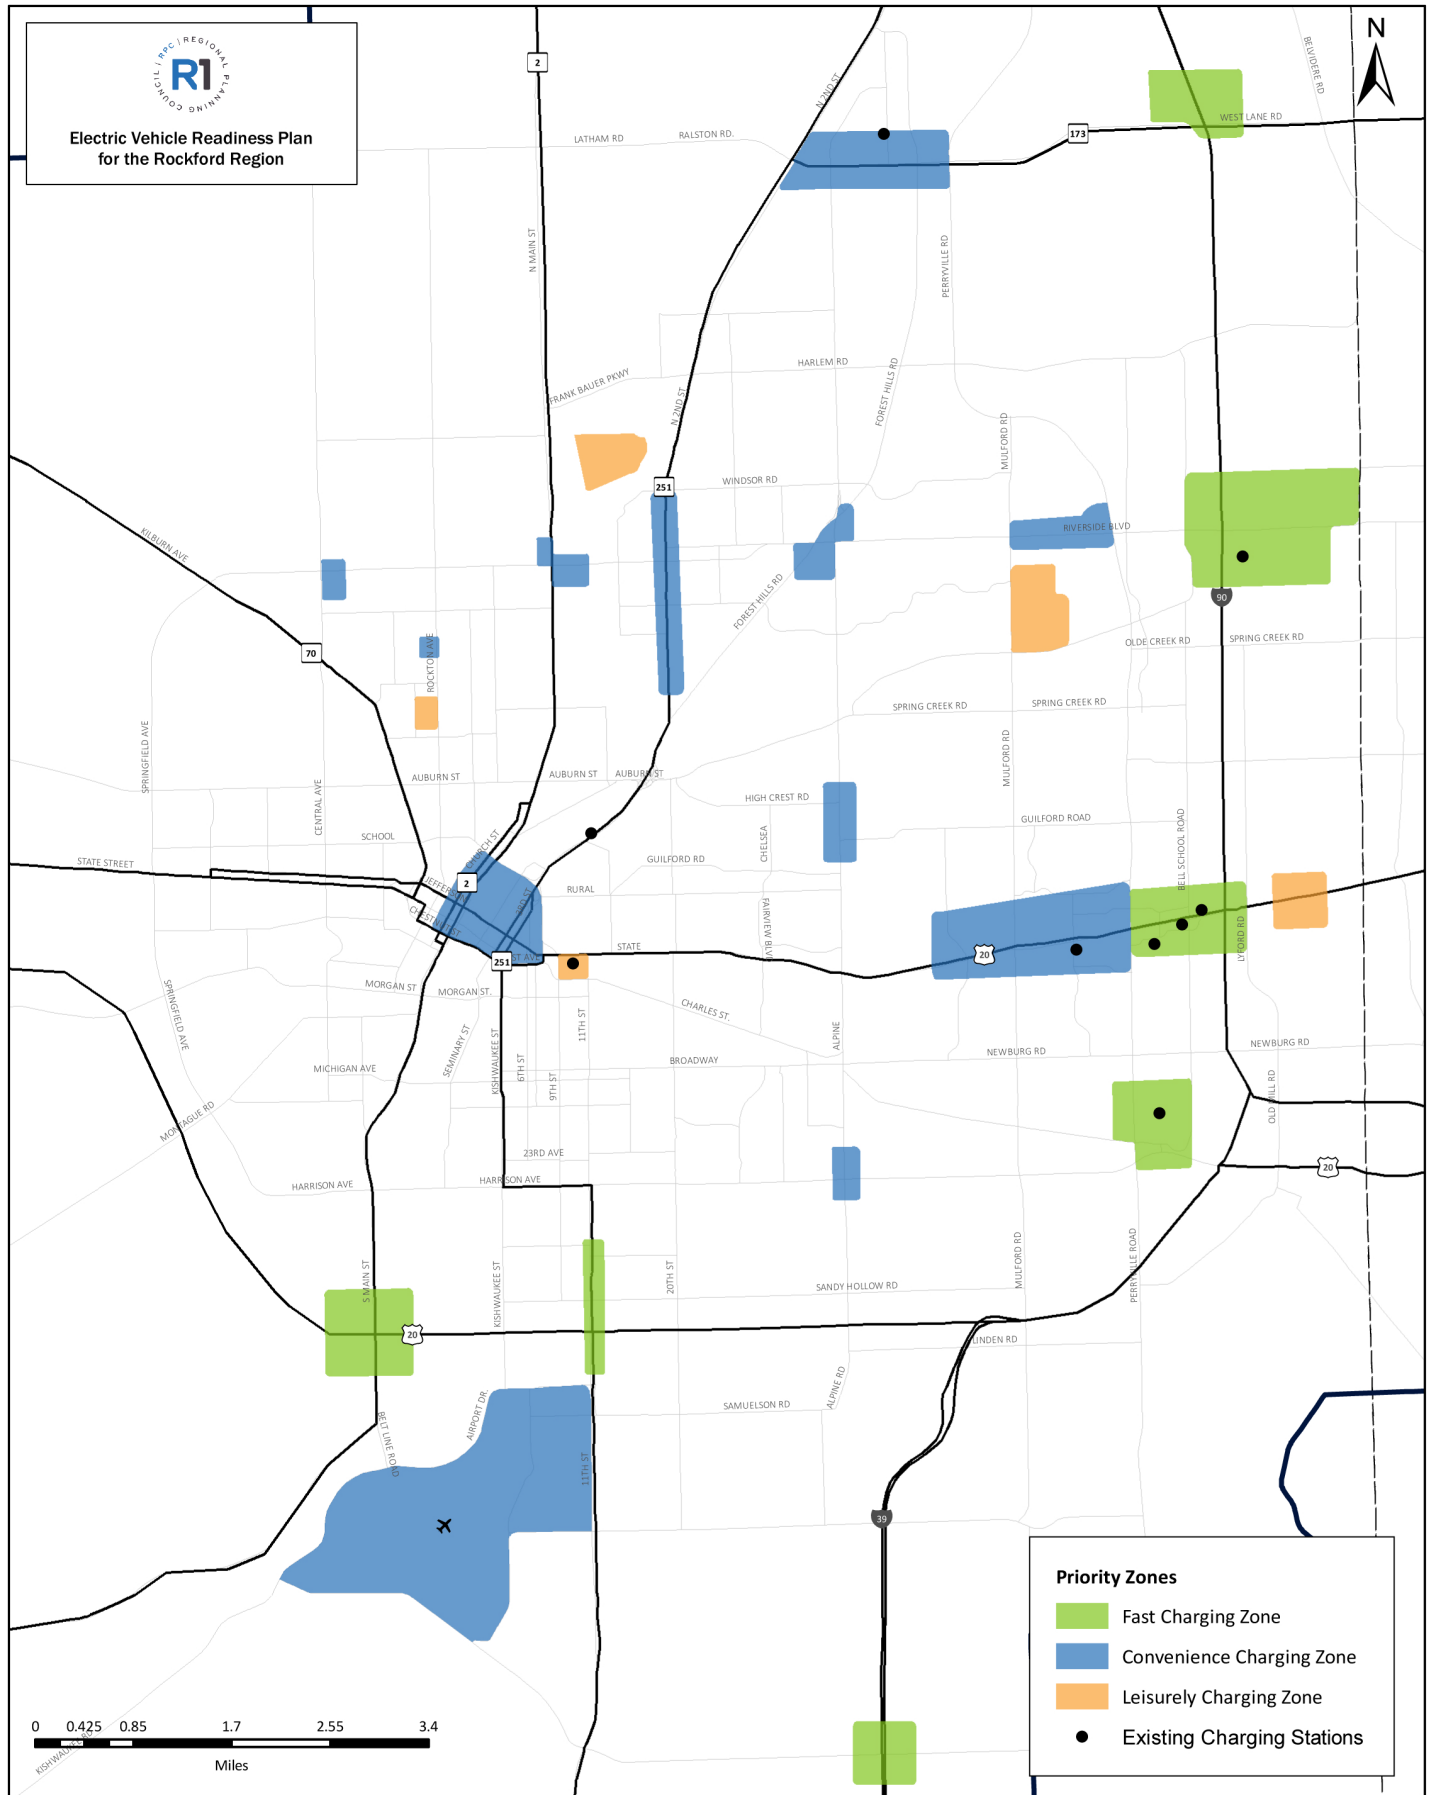 RPC | REGIONAL PLANNING COUNCIL |
R1
Electric Vehicle Readiness Plan
for the Rockford Region
N
2
N 2ND ST
BELVIDERE RD
WEST LANE RD
173
LATHAM RD
RALSTON RD.
N MAIN ST
PERRYVILLE RD
HARLEM RD
FRANK BAUER PKWY
N 2ND ST
FOREST HILLS RD
MULFORD RD
251
WINDSOR RD
RIVERSIDE BLVD
KILBURN AVE
FOREST HILLS RD
90
70
ROCKTON AVE
OLDE CREEK RD
SPRING CREEK RD
SPRING CREEK RD
SPRING CREEK RD
SPRINGFIELD AVE
MULFORD RD
AUBURN ST
AUBURN ST
AUBURN ST
CENTRAL AVE
HIGH CREST RD
GUILFORD ROAD
SCHOOL
CHURCH ST
CHELSEA
BELL SCHOOL ROAD
STATE STREET
GUILFORD RD
2
RURAL
3RD ST
CHESTNUT ST
FAIRVIEW BLVD
LYFORD RD
STATE
20
251
MORGAN ST
MORGAN ST.
CHARLES ST.
SPRINGFIELD AVE
11TH ST
ALPINE
SEMINARY ST
KISHWAUKEE ST
6TH ST
9TH ST
BROADWAY
NEWBURG RD
NEWBURG RD
MICHIGAN AVE
OLD MILL RD
MONTAGUE RD
23RD AVE
20
HARRISON AVE
HARRISON AVE
S MAIN ST
KISHWAUKEE ST
20TH ST
MULFORD RD
PERRYVILLE ROAD
SANDY HOLLOW RD
20
LINDEN RD
AIRPORT DR.
BELT LINE ROAD
ALPINE RD
SAMUELSON RD
11TH ST
39
Priority Zones
Fast Charging Zone
Convenience Charging Zone
Leisurely Charging Zone
Existing Charging Stations
0 0.425 0.85 1.7 2.55 3.4
Miles
KISHWAUKEE RD